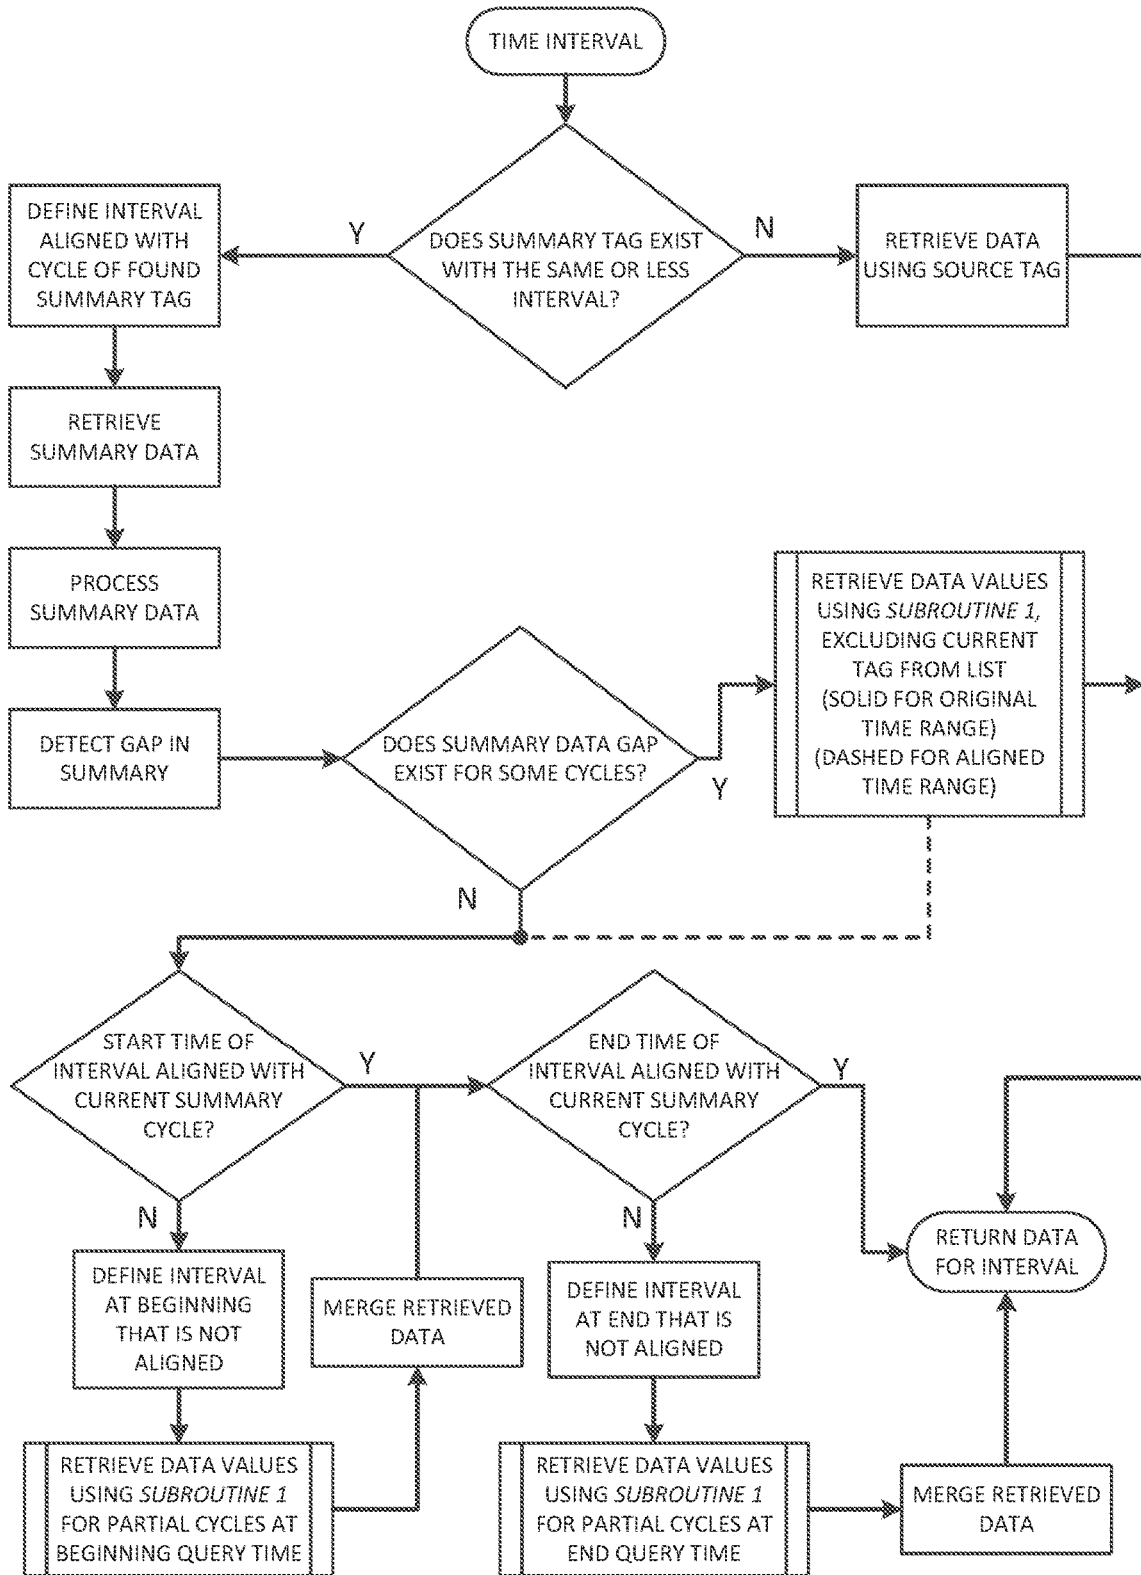 TIME INTERVAL
DOES SUMMARY TAG EXIST
WITH THE SAME OR LESS
INTERVAL?
Y
N
DEFINE INTERVAL
ALIGNED WITH
CYCLE OF FOUND
SUMMARY TAG
RETRIEVE DATA
USING SOURCE TAG
RETRIEVE
SUMMARY DATA
PROCESS
SUMMARY DATA
DETECT GAP IN
SUMMARY
DOES SUMMARY DATA GAP
EXIST FOR SOME CYCLES?
Y
N
RETRIEVE DATA VALUES
USING SUBROUTINE 1,
EXCLUDING CURRENT
TAG FROM LIST
(SOLID FOR ORIGINAL
TIME RANGE)
(DASHED FOR ALIGNED
TIME RANGE)
START TIME OF
INTERVAL ALIGNED WITH
CURRENT SUMMARY
CYCLE?
Y
N
END TIME OF
INTERVAL ALIGNED WITH
CURRENT SUMMARY
CYCLE?
Y
N
DEFINE INTERVAL
AT BEGINNING
THAT IS NOT
ALIGNED
MERGE RETRIEVED
DATA
DEFINE INTERVAL
AT END THAT IS
NOT ALIGNED
RETURN DATA
FOR INTERVAL
RETRIEVE DATA VALUES
USING SUBROUTINE 1
FOR PARTIAL CYCLES AT
BEGINNING QUERY TIME
RETRIEVE DATA VALUES
USING SUBROUTINE 1
FOR PARTIAL CYCLES AT
END QUERY TIME
MERGE RETRIEVED
DATA